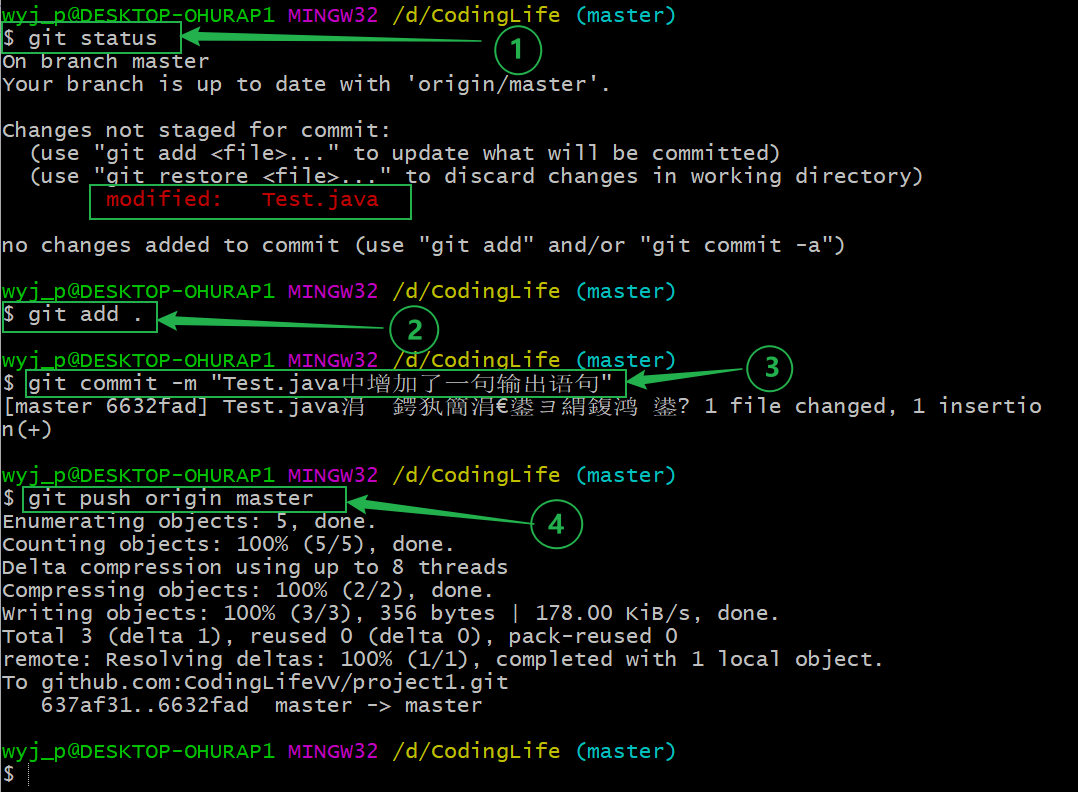 wyj_p@DESKTOP-OHURAP1 MINGW32 /d/CodingLife (master)
$ git status
1
On branch master
Your branch is up to date with 'origin/master'.
Changes not staged for commit:
(use "git add <file>..." to update what will be committed)
(use "git restore <file>..." to discard changes in working directory)
modified: Test.java
no changes added to commit (use "git add" and/or "git commit -a")
wyj_p@DESKTOP-OHURAP1 MINGW32 /d/CodingLife (master)
$ git add .
2
wyj_p@DESKTOP-OHURAP1 MINGW32 /d/CodingLife (master)
$ git commit -m "Test.java中增加了一句输出语句"
3
[master 6632fad] Test.java涓 鍔犱簡涓€鍙ヨ緭鍑鸿 鍙? 1 file changed, 1 insertio
n(+)
wyj_p@DESKTOP-OHURAP1 MINGW32 /d/CodingLife (master)
$ git push origin master
4
Enumerating objects: 5, done.
Counting objects: 100% (5/5), done.
Delta compression using up to 8 threads
Compressing objects: 100% (2/2), done.
Writing objects: 100% (3/3), 356 bytes | 178.00 KiB/s, done.
Total 3 (delta 1), reused 0 (delta 0), pack-reused 0
remote: Resolving deltas: 100% (1/1), completed with 1 local object.
To github.com:CodingLifeVV/project1.git
637af31..6632fad master -> master
wyj_p@DESKTOP-OHURAP1 MINGW32 /d/CodingLife (master)
$